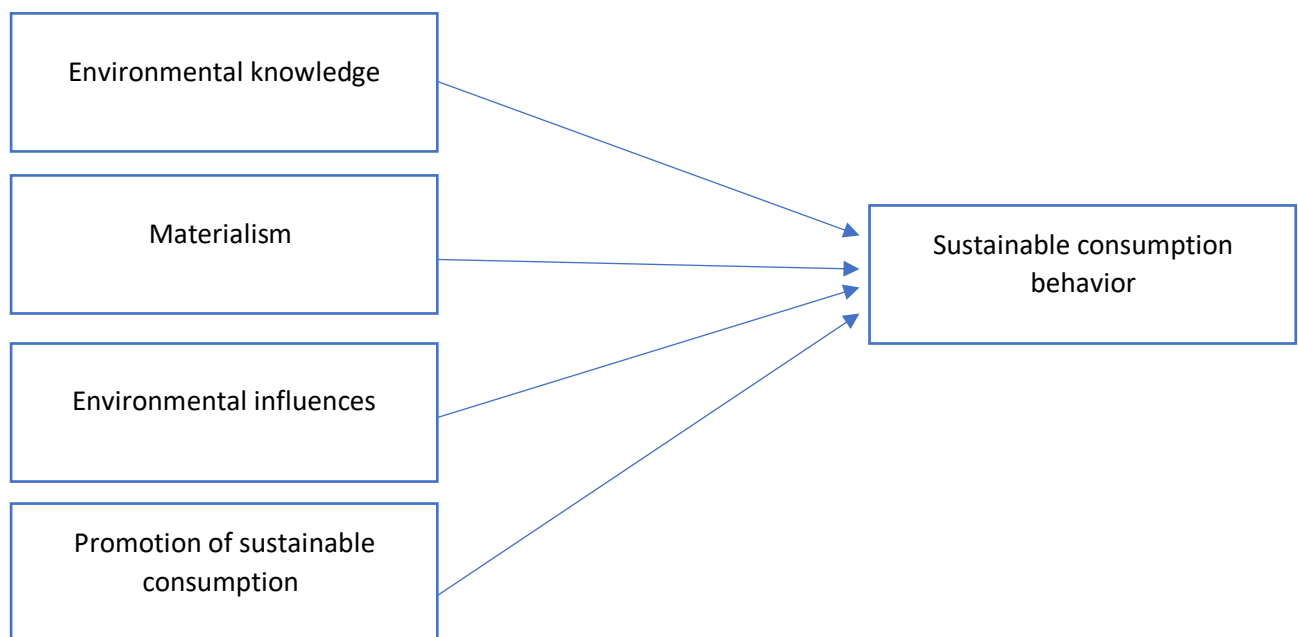 Environmental knowledge
Materialism
Sustainable consumption
behavior
Environmental influences
Promotion of sustainable
consumption